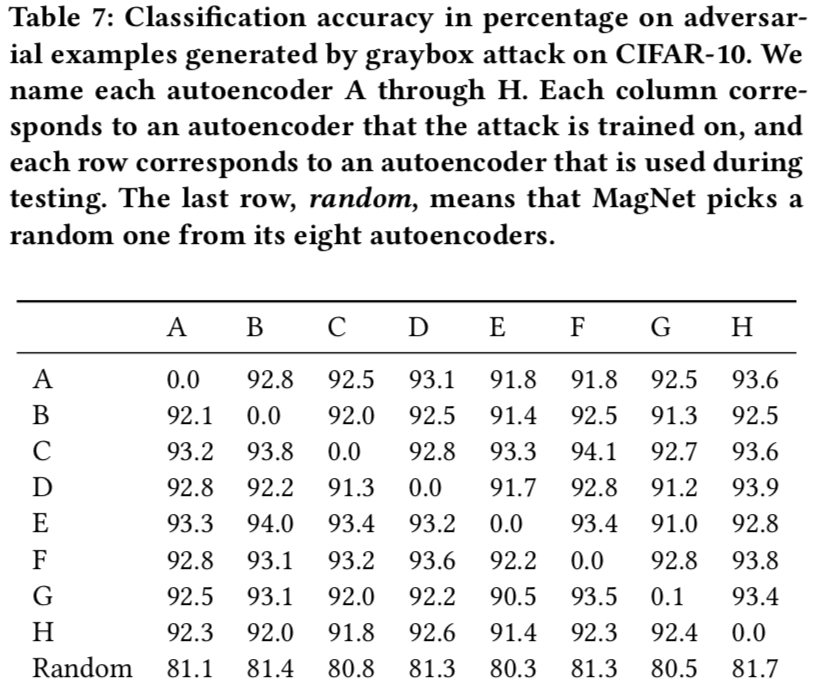 Table 7: Classification accuracy in percentage on adversar-
ial examples generated by graybox attack on CIFAR-10. We
name each autoencoder A through H. Each column corre-
sponds to an autoencoder that the attack is trained on, and
each row corresponds to an autoencoder that is used during
testing. The last row, random, means that MagNet picks a
random one from its eight autoencoders.
A B C D E F G H
A 0.0 92.8 92.5 93.1 91.8 91.8 92.5 93.6
B 92.1 0.0 92.0 92.5 91.4 92.5 91.3 92.5
C 93.2 93.8 0.0 92.8 93.3 94.1 92.7 93.6
D 92.8 92.2 91.3 0.0 91.7 92.8 91.2 93.9
E 93.3 94.0 93.4 93.2 0.0 93.4 91.0 92.8
F 92.8 93.1 93.2 93.6 92.2 0.0 92.8 93.8
G 92.5 93.1 92.0 92.2 90.5 93.5 0.1 93.4
H 92.3 92.0 91.8 92.6 91.4 92.3 92.4 0.0
Random 81.1 81.4 80.8 81.3 80.3 81.3 80.5 81.7